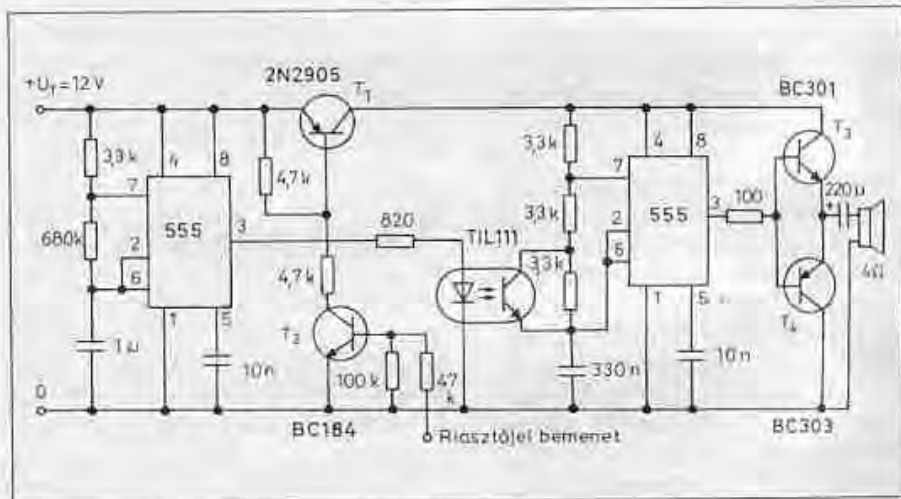 2N2905
BC301
+U_T=12V
T1
T3
3,3k
4
8
4,7k
3,3k
4
8
7
7
220µ
+
555
3
820
TIL111
3,3k
555
3
100
680k
2
2
6
4,7k
3,3k
6
4Ω
1
5
T2
1
5
T4
1µ
10n
100k
47
k
330n
10n
0
BC184
Riasztójel bemenet
BC303